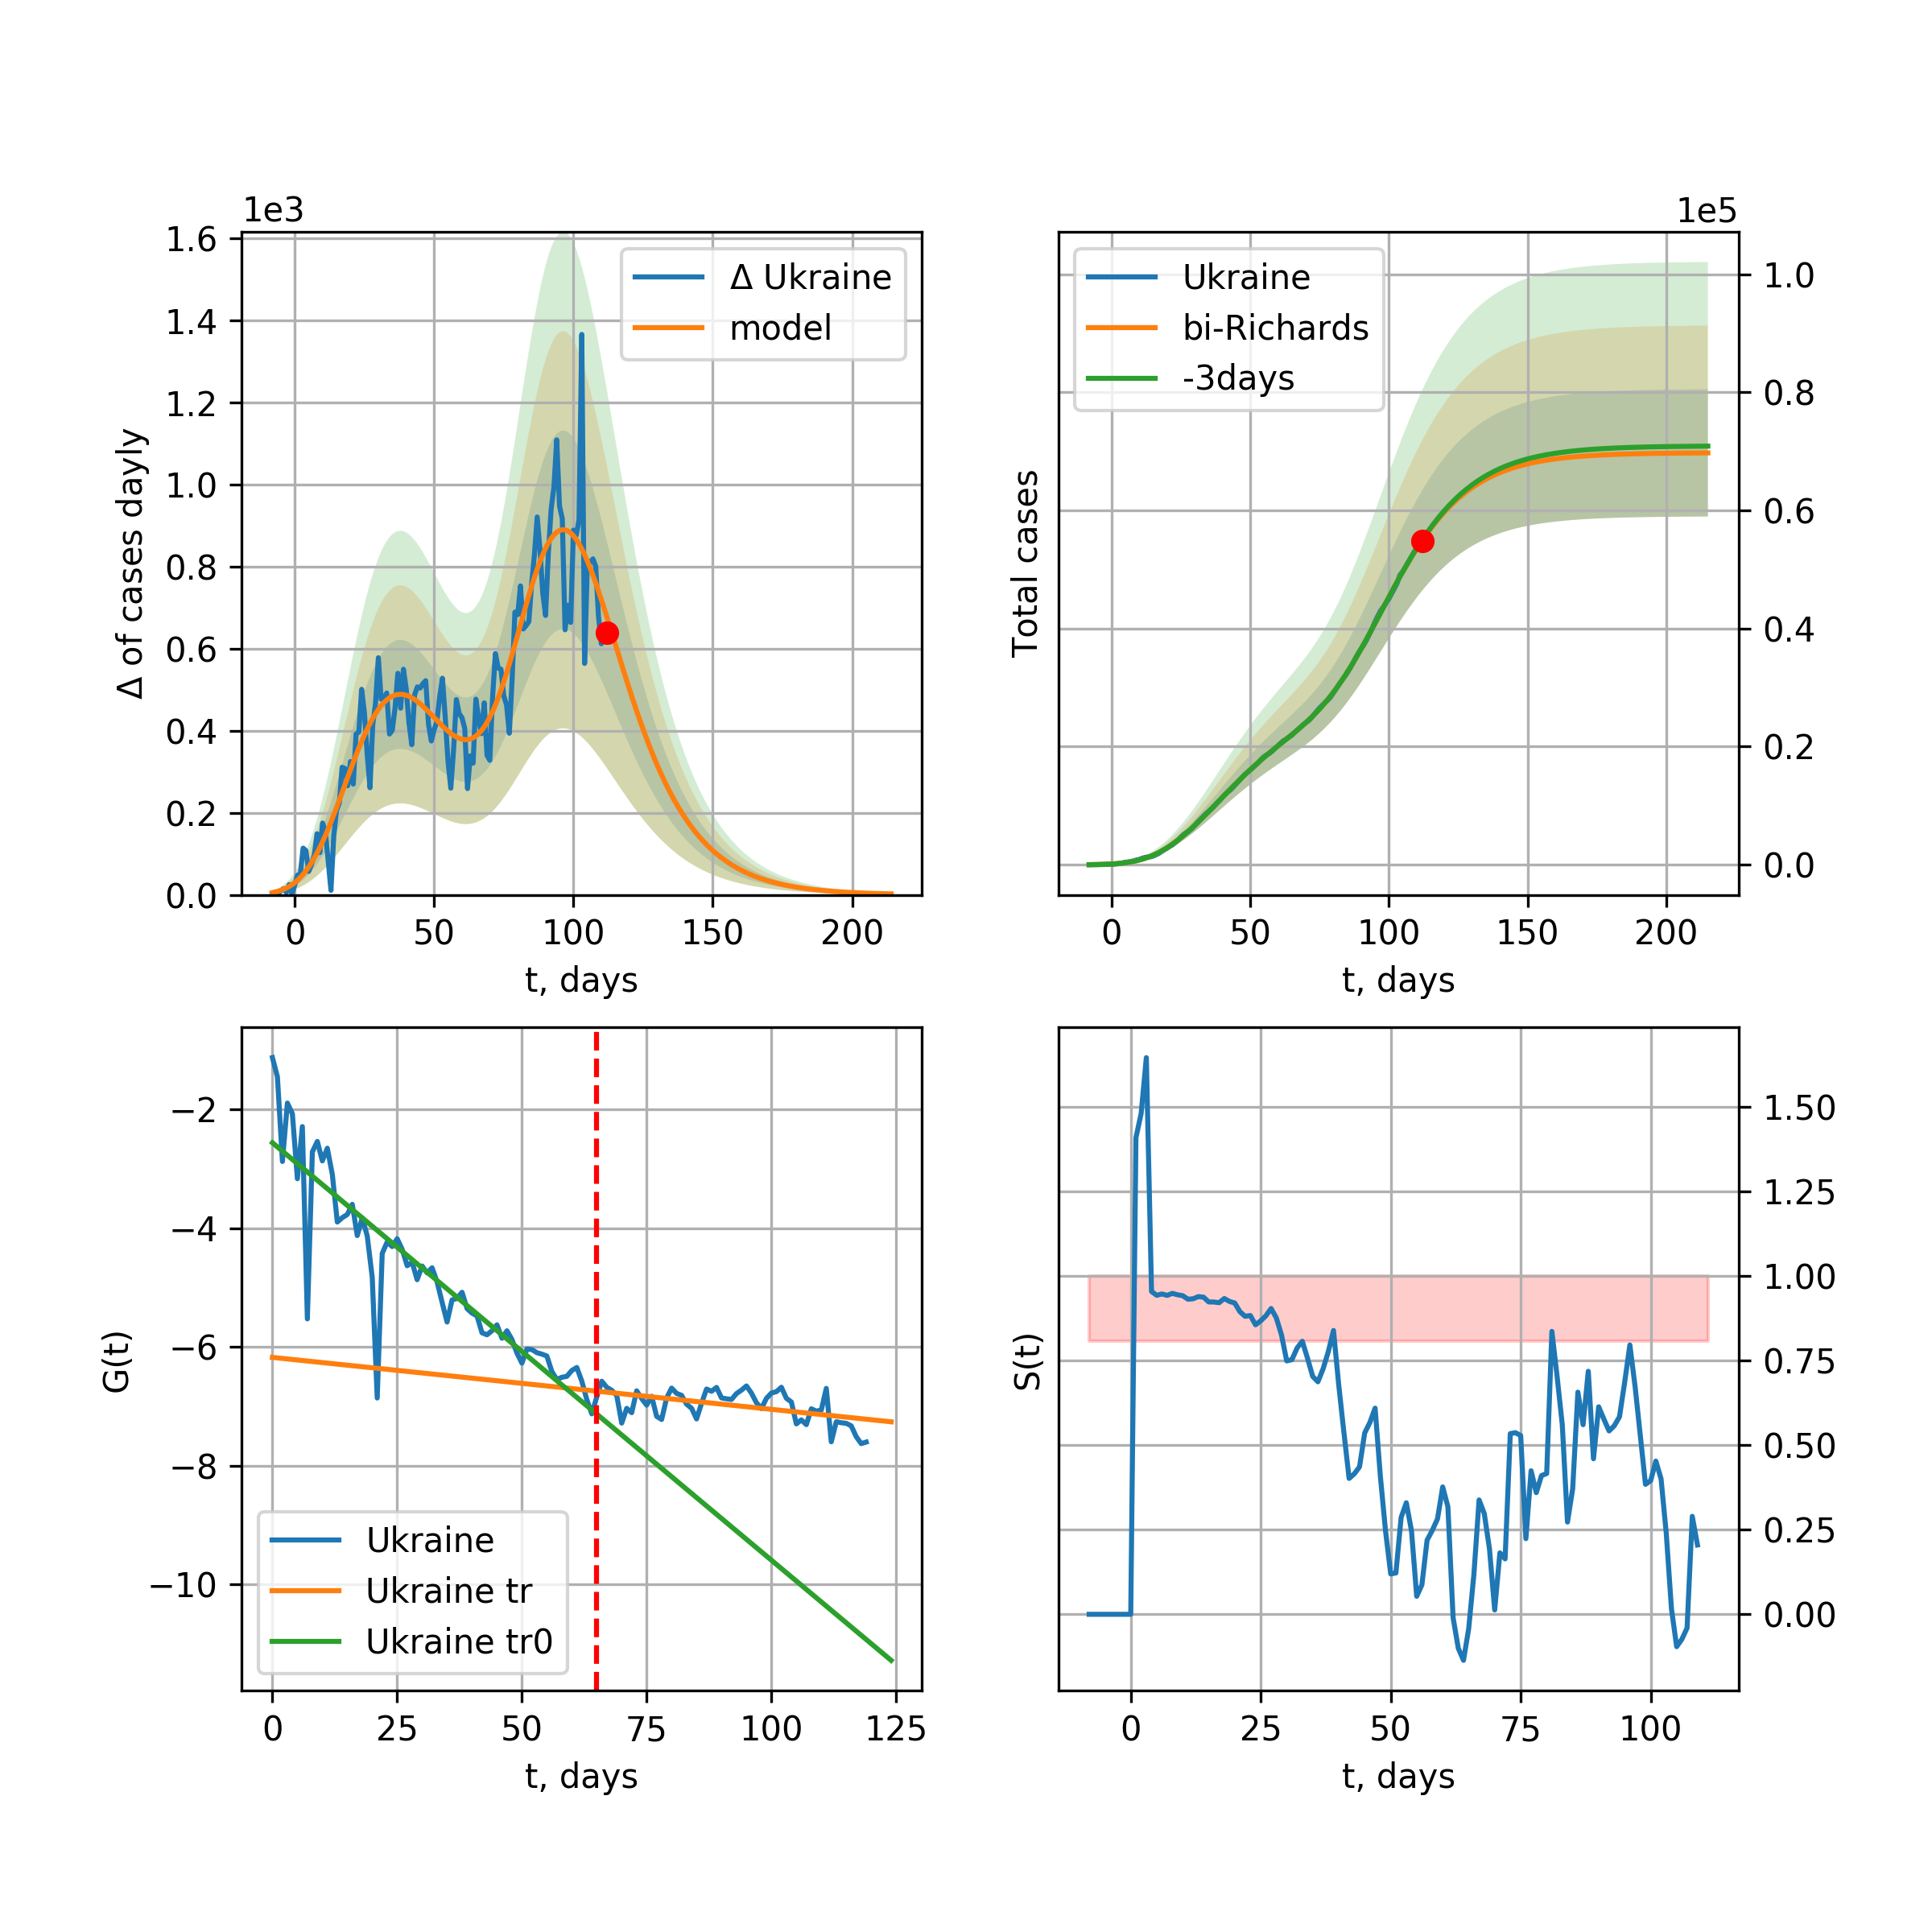 1e3
1.6
1.4
1.2
1.0
0.8
0.6
0.4
0.2
0.0
Δ of cases dayly
Δ Ukraine
model
0 50 100 150 200
t, days
1e5
1.0
0.8
0.6
0.4
0.2
0.0
Total cases
Ukraine
bi-Richards
-3days
0 50 100 150 200
t, days
−2
−4
−6
−8
−10
G(t)
Ukraine
Ukraine tr
Ukraine tr0
0 25 50 75 100 125
t, days
1.50
1.25
1.00
0.75
0.50
0.25
0.00
S(t)
0 25 50 75 100
t, days